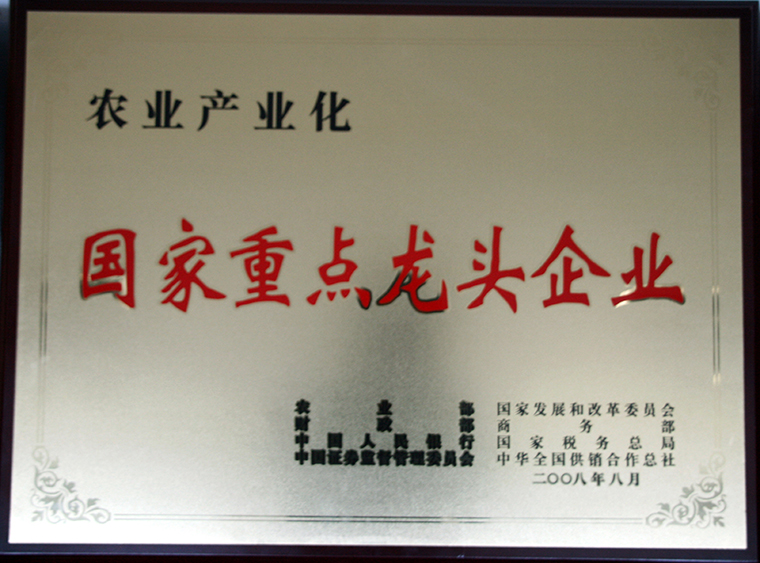 农业产业化
国家重点龙头企业
农业部 国家发展和改革委员会
财政部 商务部
中国人民银行 国家税务总局
中国证券监督管理委员会 中华全国供销合作总社
二〇〇八年八月